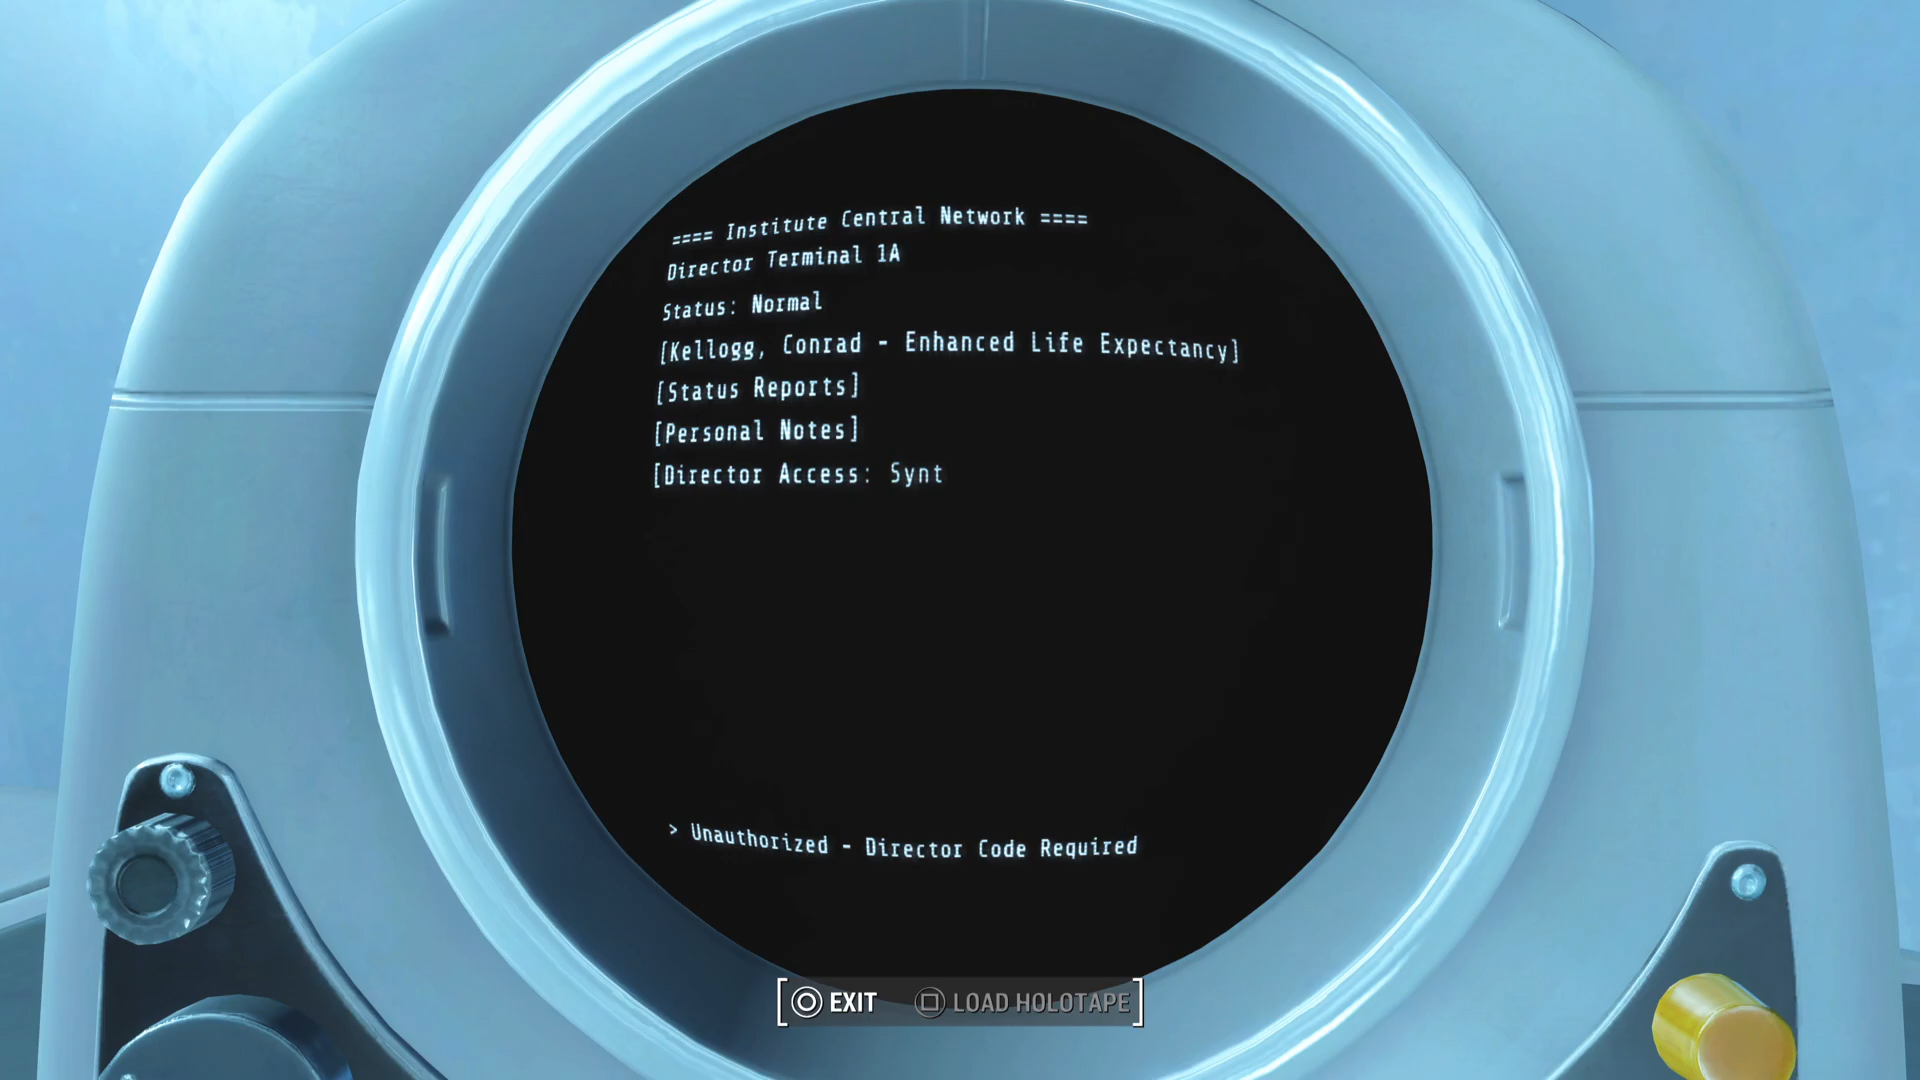 ==== Institute Central Network ====
Director Terminal 1A
Status: Normal
[Kellogg, Conrad - Enhanced Life Expectancy]
[Status Reports]
[Personal Notes]
[Director Access: Synt
> Unauthorized - Director Code Required
EXIT LOAD HOLOTAPE